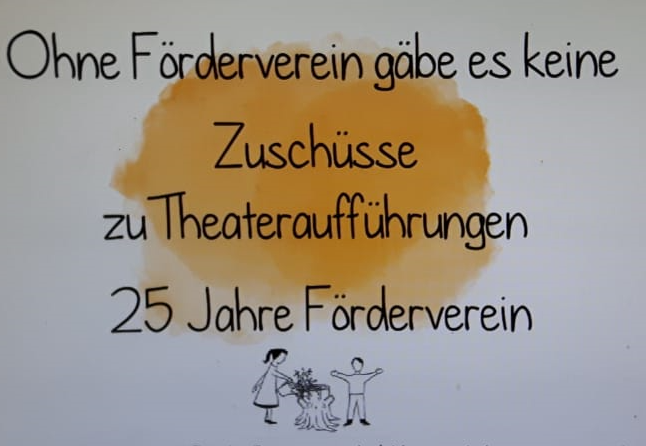 Ohne Förderverein gäbe es keine
Zuschüsse
zu Theateraufführungen
25 Jahre Förderverein